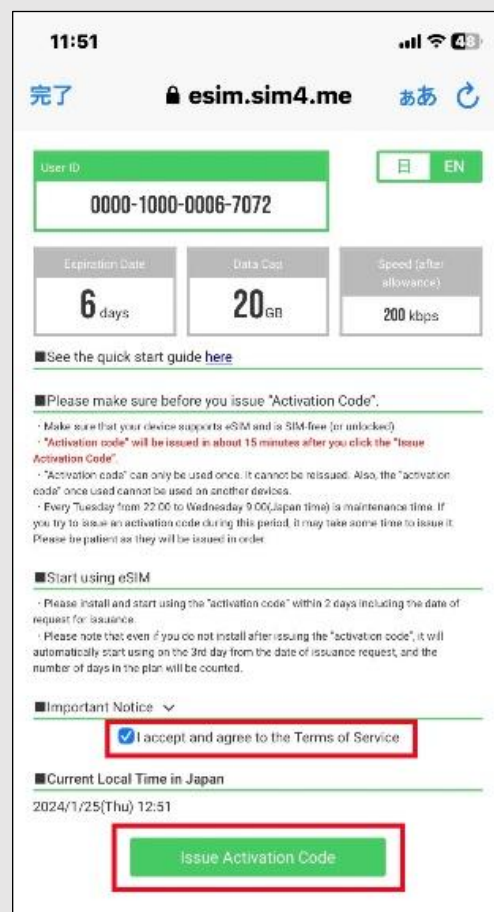 11:51
48
完了
esim.sim4.me
ああ
User ID
0000-1000-0006-7072
日 EN
Expiration Date
6 days
Data Cap
20 GB
Speed (after
allowance)
200 kbps
■See the quick start guide here
■Please make sure before you issue "Activation Code".
・Make sure that your device supports eSIM and is SIM-free (or unlocked)
・"Activation code" will be issued in about 15 minutes after you click the "Issue
Activation Code".
・"Activation code" can only be used once. It cannot be reissued. Also, the "activation
code" once used cannot be used on another devices.
・Every Tuesday from 22:00 to Wednesday 9:00(Japan time) is maintenance time. If
you try to issue an activation code during this period, it may take some time to issue it.
Please be patient as they will be issued in order.
■Start using eSIM
・Please install and start using the "activation code" within 2 days including the date of
request for issuance.
・Please note that even if you do not install after issuing the "activation code", it will
automatically start using on the 3rd day from the date of issuance request, and the
number of days in the plan will be counted.
■Important Notice
I accept and agree to the Terms of Service
■Current Local Time in Japan
2024/1/25(Thu) 12:51
Issue Activation Code